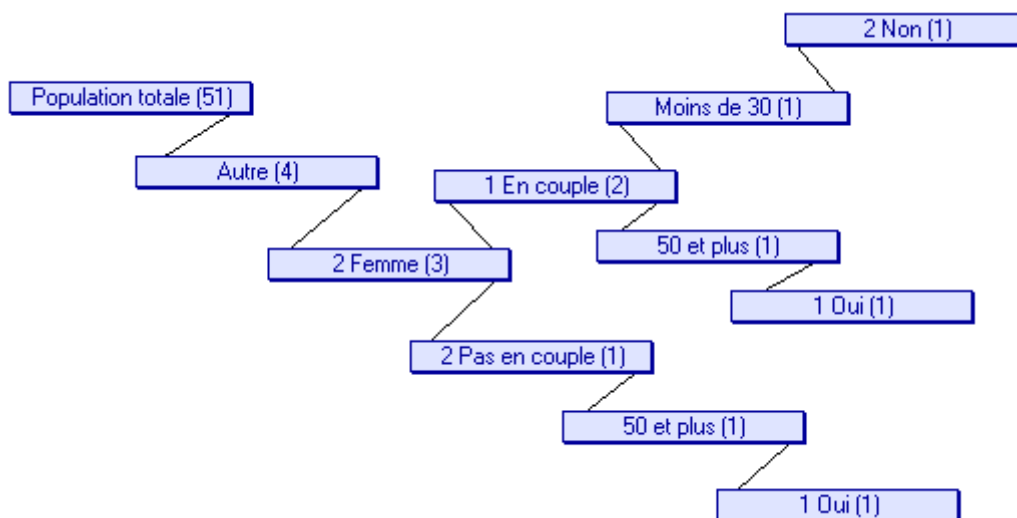 2 Non (1)
Population totale (51)
Moins de 30 (1)
Autre (4)
1 En couple (2)
50 et plus (1)
2 Femme (3)
1 Oui (1)
2 Pas en couple (1)
50 et plus (1)
1 Oui (1)